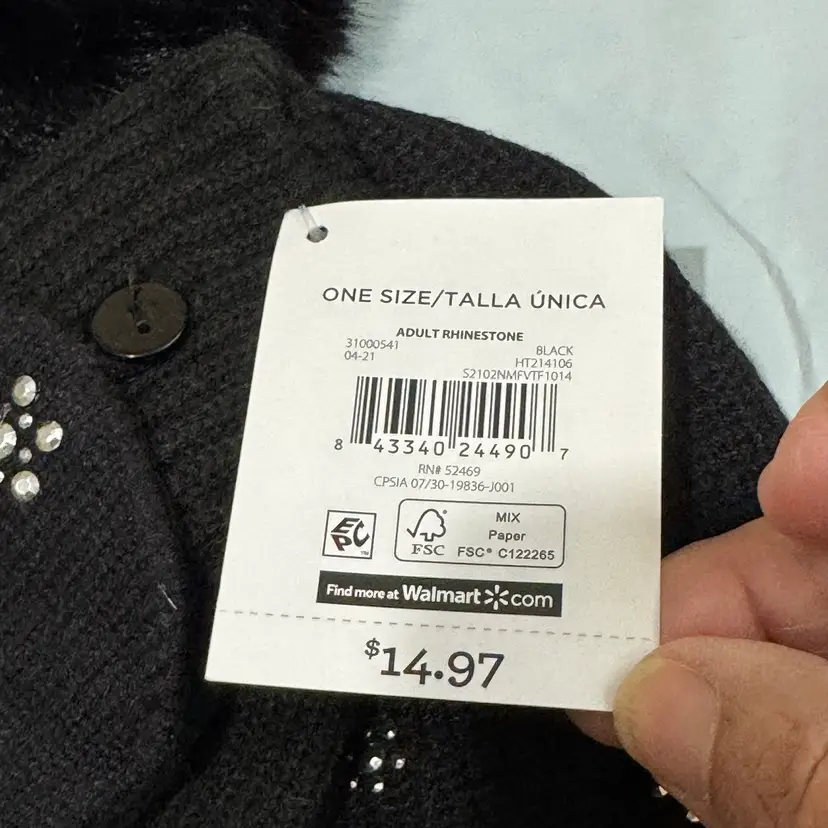 ONE SIZE/TALLA ÚNICA
ADULT RHINESTONE
31000541 BLACK
04-21 HT214106
S2102NMFVTF1014
8 43340 24490 7
RN# 52469
CPSIA 07/30-19836-J001
EPC™
FSC MIX
Paper
FSC® C122265
Find more at Walmart.com
$14.97